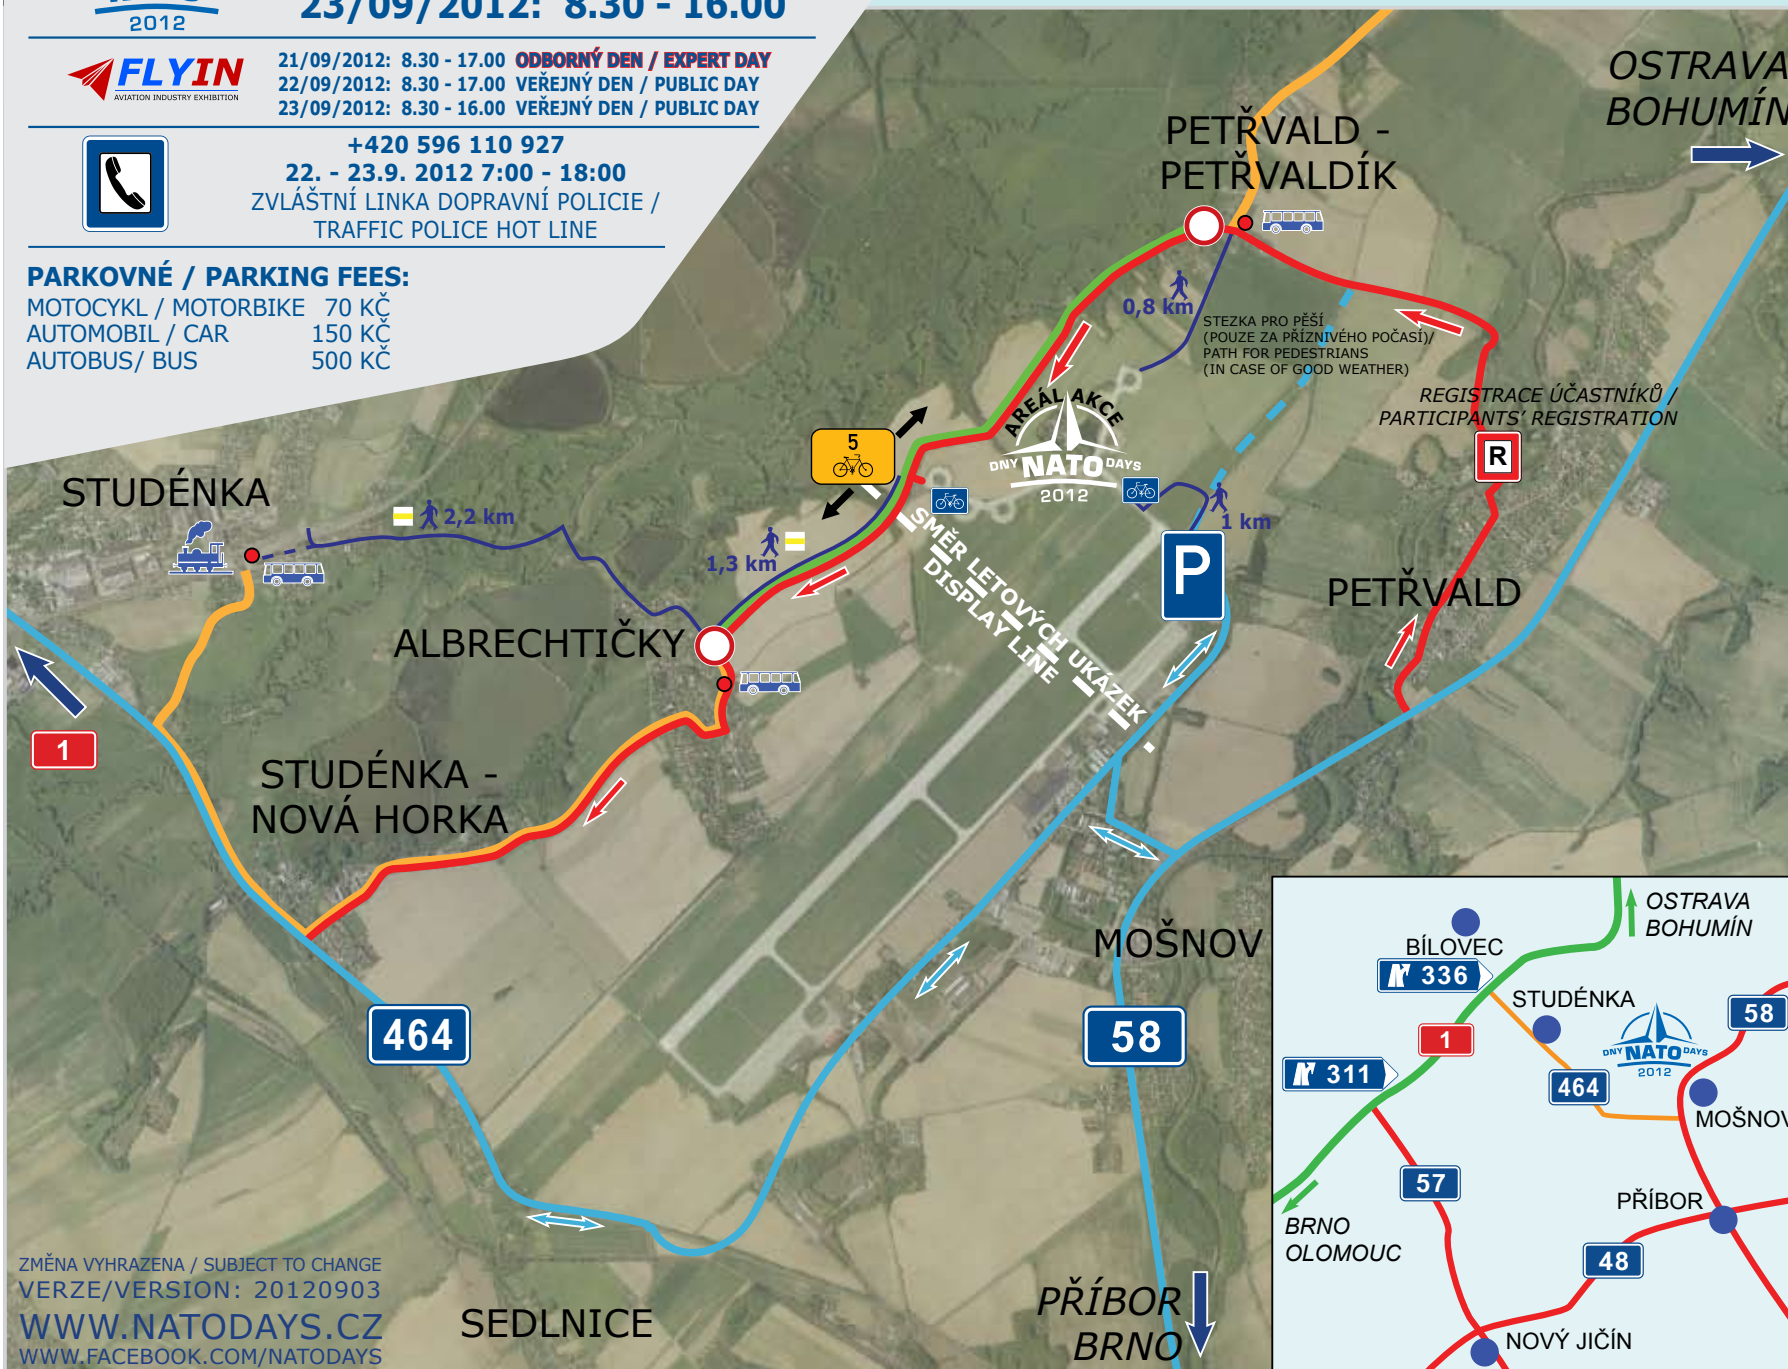 2012
23/09/2012: 8.30 - 16.00
FLYIN
AVIATION INDUSTRY EXHIBITION
21/09/2012: 8.30 - 17.00 ODBORNÝ DEN / EXPERT DAY
22/09/2012: 8.30 - 17.00 VEŘEJNÝ DEN / PUBLIC DAY
23/09/2012: 8.30 - 16.00 VEŘEJNÝ DEN / PUBLIC DAY
+420 596 110 927
22. - 23.9. 2012 7:00 - 18:00
ZVLÁŠTNÍ LINKA DOPRAVNÍ POLICIE /
TRAFFIC POLICE HOT LINE
PARKOVNÉ / PARKING FEES:
MOTOCYKL / MOTORBIKE 70 KČ
AUTOMOBIL / CAR 150 KČ
AUTOBUS/ BUS 500 KČ
OSTRAVA
BOHUMÍN
PETŘVALD -
PETŘVALDÍK
0,8 km
STEZKA PRO PĚŠÍ
(POUZE ZA PŘÍZNIVÉHO POČASÍ)/
PATH FOR PEDESTRIANS
(IN CASE OF GOOD WEATHER)
REGISTRACE ÚČASTNÍKŮ /
PARTICIPANTS' REGISTRATION
R
AREÁL AKCE
DNY NATO DAYS
2012
5
STUDÉNKA
2,2 km
1,3 km
1 km
P
SMĚR LETOVÝCH UKÁZEK
DISPLAY LINE
PETŘVALD
ALBRECHTIČKY
1
STUDÉNKA -
NOVÁ HORKA
MOŠNOV
464
58
SEDLNICE
PŘÍBOR
BRNO
ZMĚNA VYHRAZENA / SUBJECT TO CHANGE
VERZE/VERSION: 20120903
WWW.NATODAYS.CZ
WWW.FACEBOOK.COM/NATODAYS
OSTRAVA
BOHUMÍN
BÍLOVEC
336
STUDÉNKA
58
1
DNY NATO DAYS
2012
311
464
MOŠNOV
57
PŘÍBOR
BRNO
OLOMOUC
48
NOVÝ JIČÍN